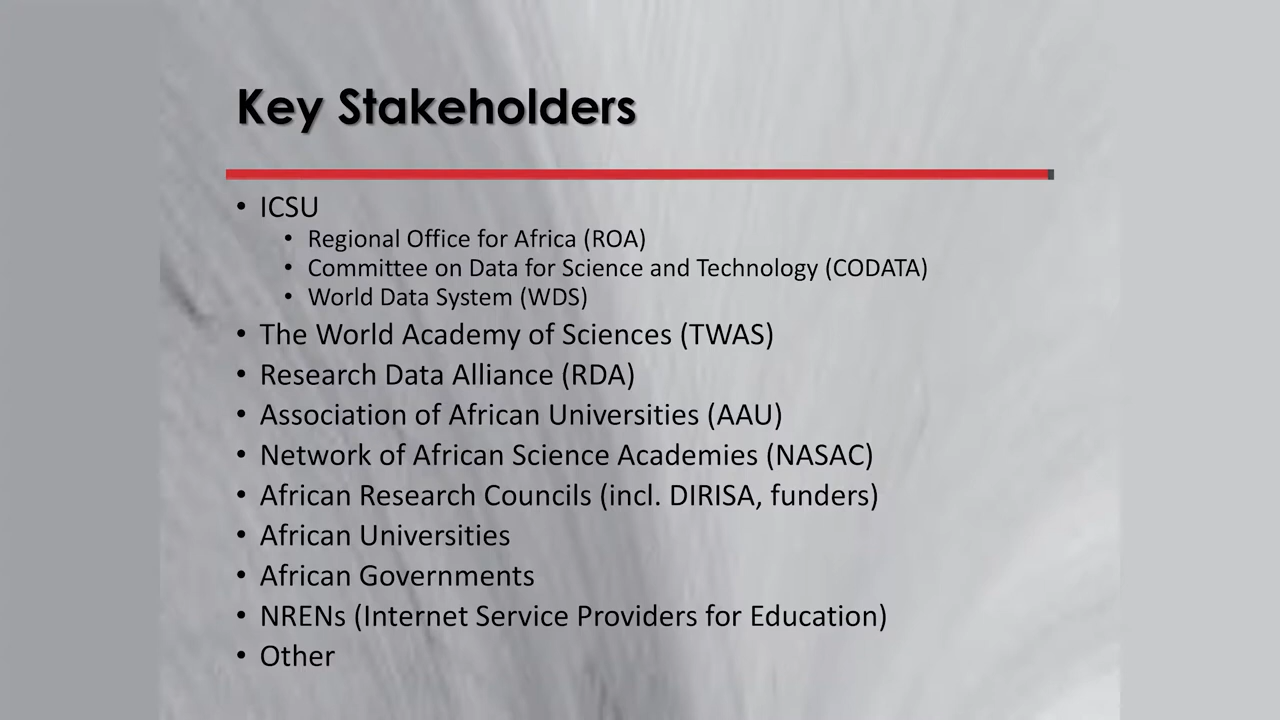 Key Stakeholders
• ICSU
• Regional Office for Africa (ROA)
• Committee on Data for Science and Technology (CODATA)
• World Data System (WDS)
• The World Academy of Sciences (TWAS)
• Research Data Alliance (RDA)
• Association of African Universities (AAU)
• Network of African Science Academies (NASAC)
• African Research Councils (incl. DIRISA, funders)
• African Universities
• African Governments
• NRENs (Internet Service Providers for Education)
• Other